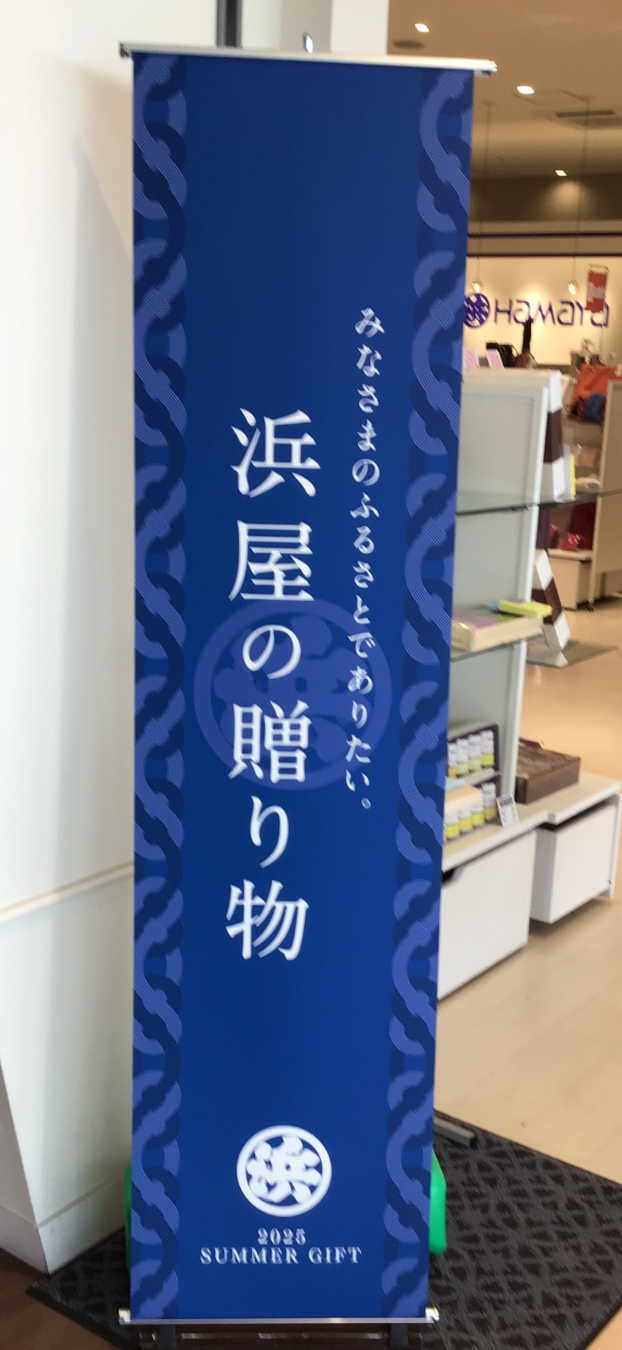 みなさまのふるさとでありたい。
浜屋の贈り物
浜
2025
SUMMER GIFT
浜 HAMAYA